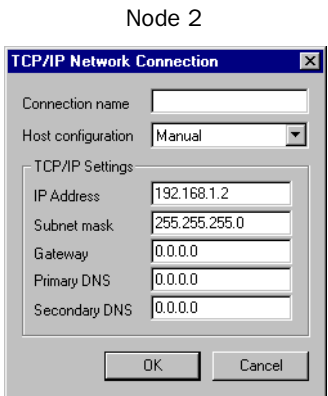 Node 2
TCP/IP Network Connection
Connection name
Host configuration Manual
TCP/IP Settings
IP Address 192.168.1.2
Subnet mask 255.255.255.0
Gateway 0.0.0.0
Primary DNS 0.0.0.0
Secondary DNS 0.0.0.0
OK Cancel